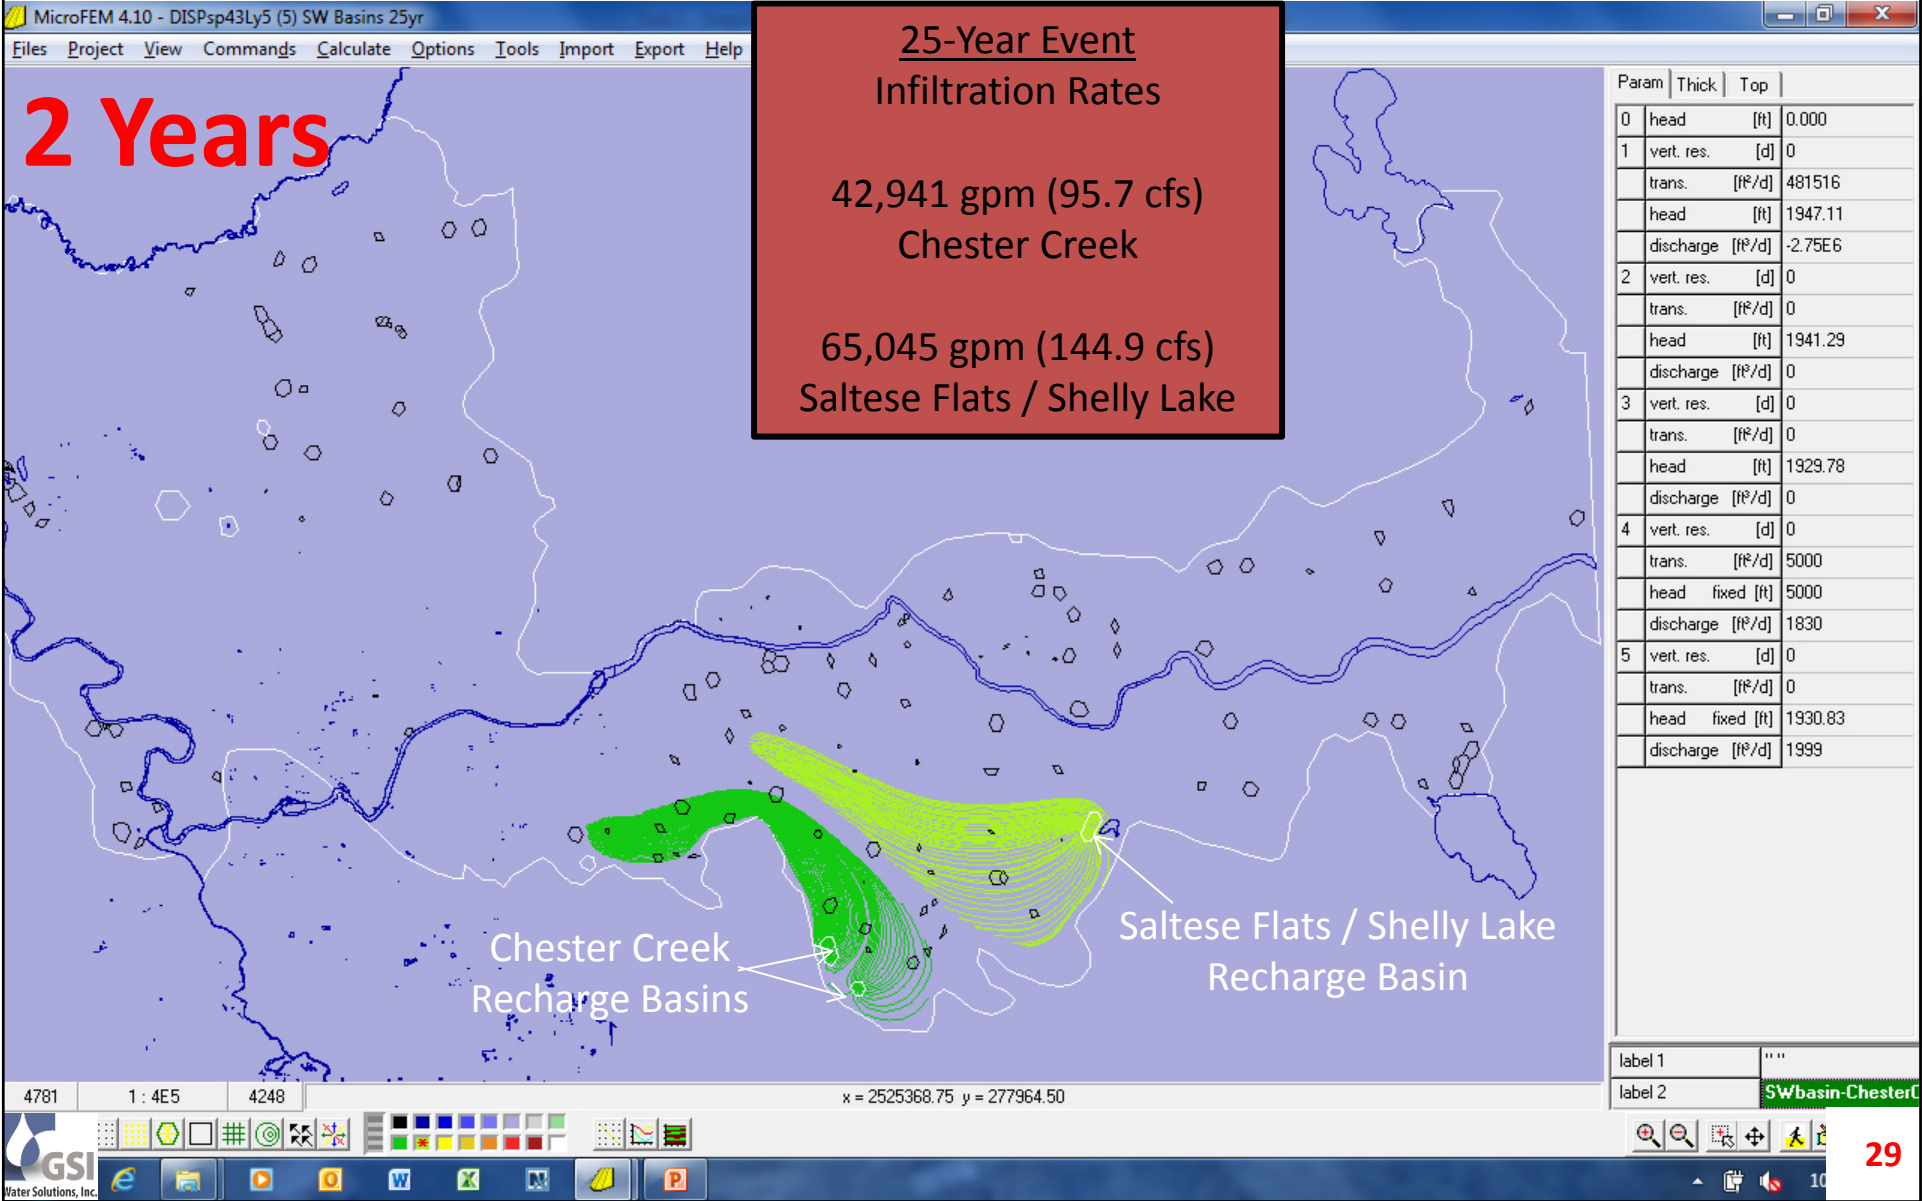 MicroFEM 4.10 - DISPsp43Ly5 (5) SW Basins 25yr
Files Project View Commands Calculate Options Tools Import Export Help
2 Years
25-Year Event
Infiltration Rates
42,941 gpm (95.7 cfs)
Chester Creek
65,045 gpm (144.9 cfs)
Saltese Flats / Shelly Lake
Chester Creek
Recharge Basins
Saltese Flats / Shelly Lake
Recharge Basin
Param Thick Top
0 head [ft] 0.000
1 vert. res. [d] 0
trans. [ft²/d] 481516
head [ft] 1947.11
discharge [ft³/d] -2.75E6
2 vert. res. [d] 0
trans. [ft²/d] 0
head [ft] 1941.29
discharge [ft³/d] 0
3 vert. res. [d] 0
trans. [ft²/d] 0
head [ft] 1929.78
discharge [ft³/d] 0
4 vert. res. [d] 0
trans. [ft²/d] 5000
head fixed [ft] 5000
discharge [ft³/d] 1830
5 vert. res. [d] 0
trans. [ft²/d] 0
head fixed [ft] 1930.83
discharge [ft³/d] 1999
label 1 ""
label 2 SWbasin-ChesterC
4781 1 : 4E5 4248 x = 2525368.75 y = 277964.50
GSI
Water Solutions, Inc.
10
29